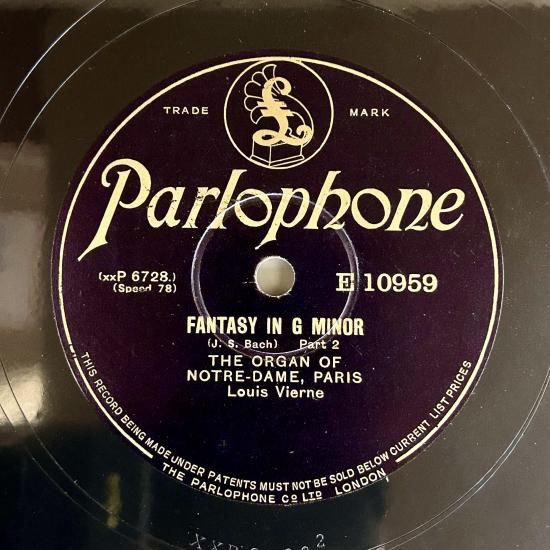 TRADE MARK
£
Parlophone
(xxP 6728.) E 10959
(Speed 78)
FANTASY IN G MINOR
(J. S. Bach) Part 2
THE ORGAN OF
NOTRE-DAME, PARIS
Louis Vierne
THIS RECORD BEING MADE UNDER PATENTS MUST NOT BE SOLD BELOW CURRENT LIST PRICES
THE PARLOPHONE CO LTD LONDON.